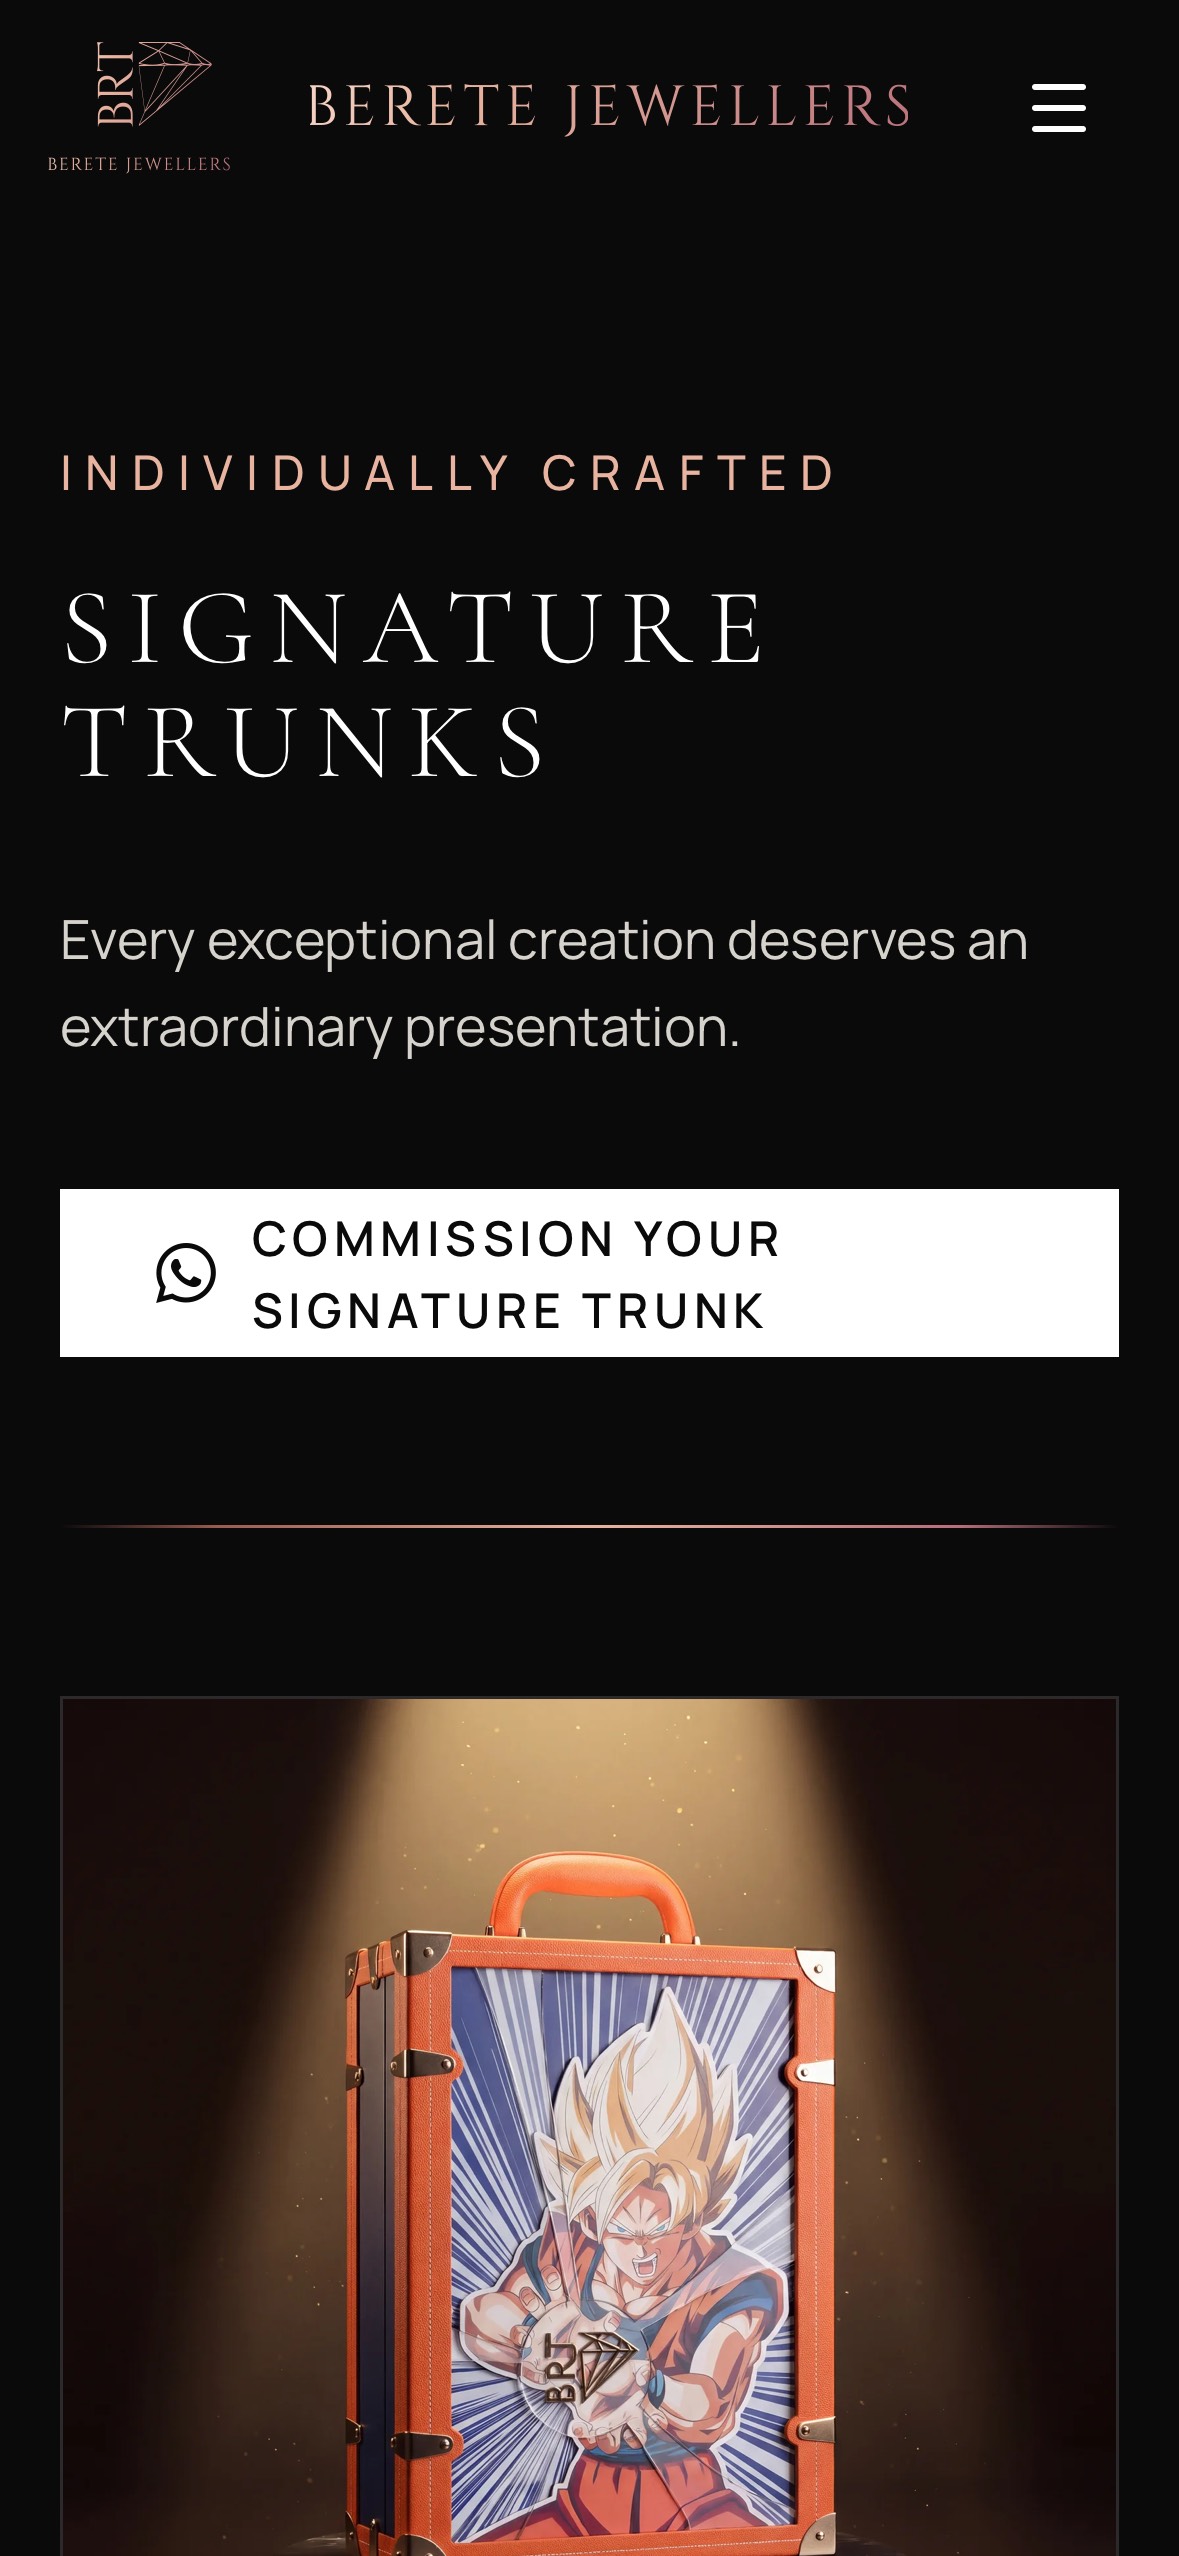 BRT
BERETE JEWELLERS
BERETE JEWELLERS
INDIVIDUALLY CRAFTED
SIGNATURE
TRUNKS
Every exceptional creation deserves an
extraordinary presentation.
COMMISSION YOUR
SIGNATURE TRUNK
BRT